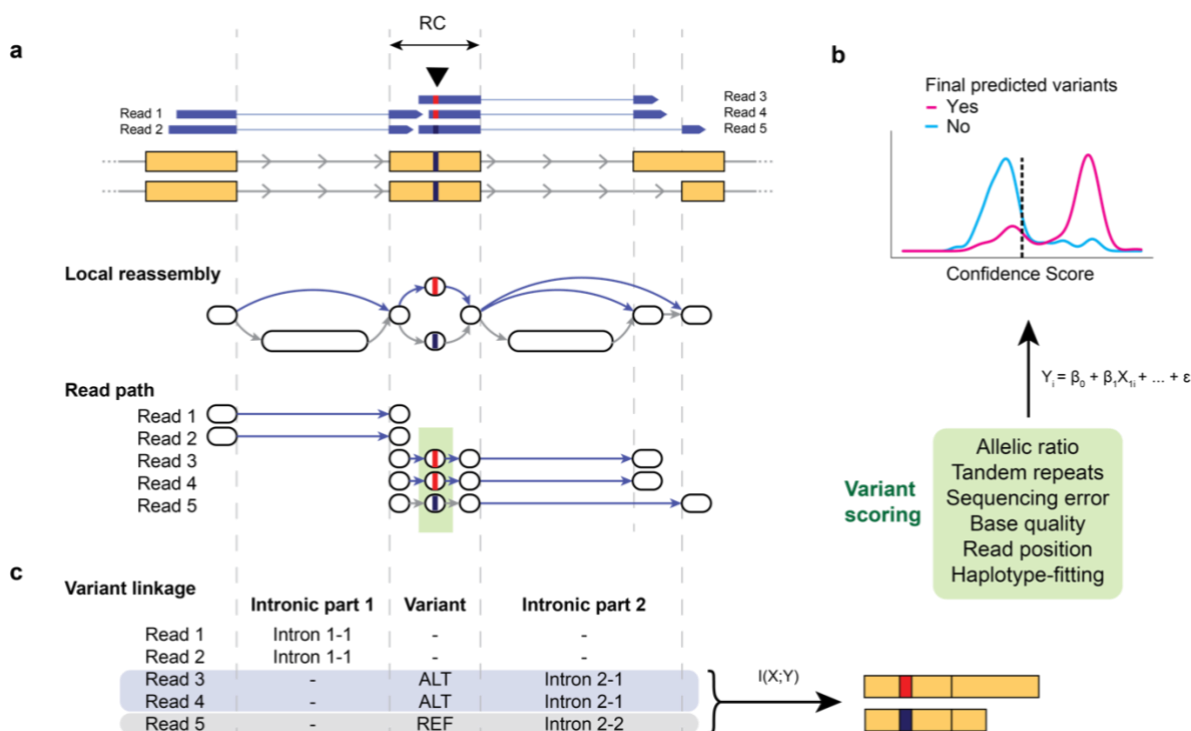 a
RC
Read 1
Read 2
Read 3
Read 4
Read 5
Local reassembly
Read path
Read 1
Read 2
Read 3
Read 4
Read 5
b
Final predicted variants
Yes
No
Confidence Score
Yᵢ = β₀ + β₁X₁ᵢ + ... + ε
Variant
scoring
Allelic ratio
Tandem repeats
Sequencing error
Base quality
Read position
Haplotype-fitting
c
Variant linkage
Intronic part 1 Variant Intronic part 2
Read 1 Intron 1-1 - -
Read 2 Intron 1-1 - -
Read 3 - ALT Intron 2-1
Read 4 - ALT Intron 2-1
Read 5 - REF Intron 2-2
I(X;Y)